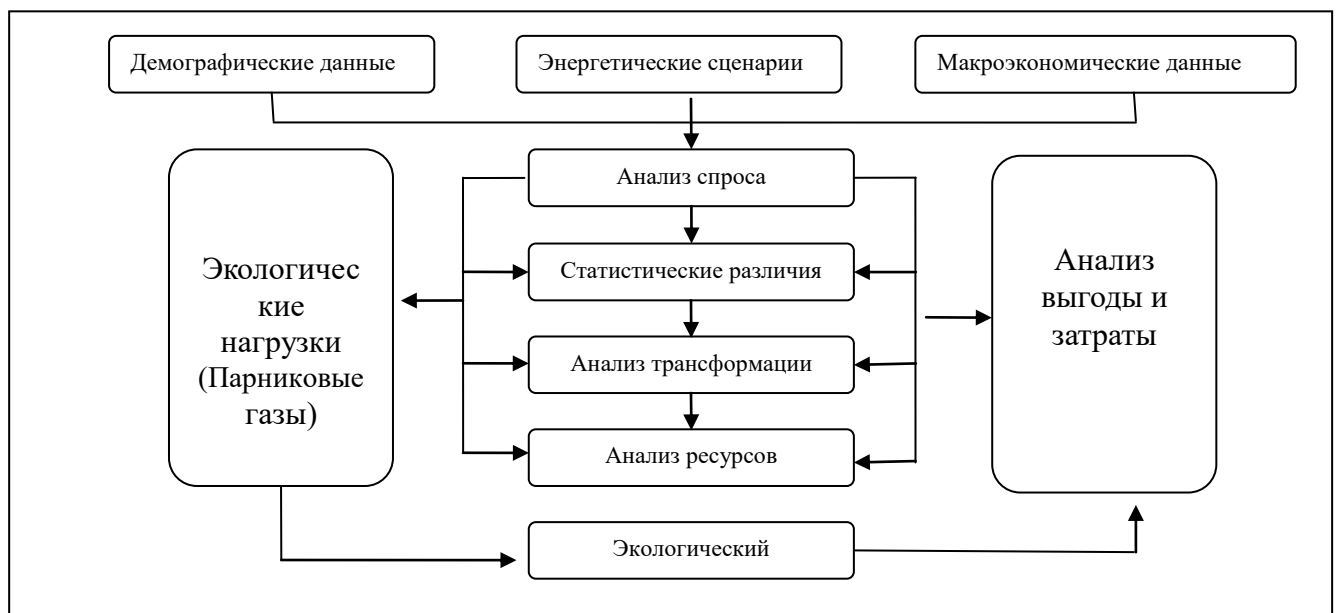 Демографические данные
Энергетические сценарии
Макроэкономические данные
Анализ спроса
Статистические различия
Анализ трансформации
Анализ ресурсов
Экологичес
кие
нагрузки
(Парниковые
газы)
Анализ
выгоды и
затраты
Экологический